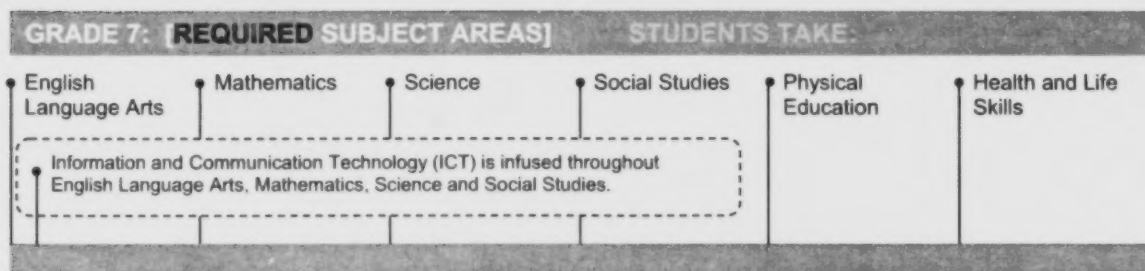 GRADE 7: [REQUIRED SUBJECT AREAS] STUDENTS TAKE:
English
Language Arts
Mathematics
Science
Social Studies
Physical
Education
Health and Life
Skills
Information and Communication Technology (ICT) is infused throughout
English Language Arts, Mathematics, Science and Social Studies.